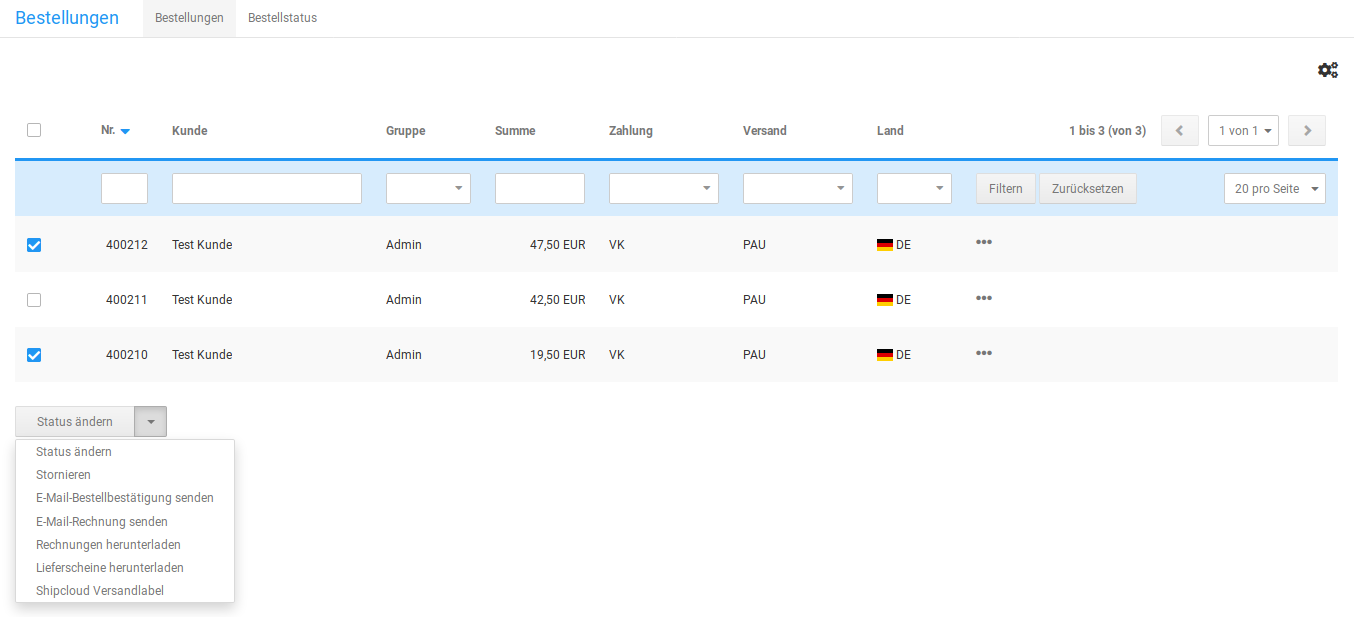 Bestellungen Bestellungen Bestellstatus
Nr. Kunde Gruppe Summe Zahlung Versand Land 1 bis 3 (von 3) 1 von 1
Filtern Zurücksetzen 20 pro Seite
400212 Test Kunde Admin 47,50 EUR VK PAU DE
400211 Test Kunde Admin 42,50 EUR VK PAU DE
400210 Test Kunde Admin 19,50 EUR VK PAU DE
Status ändern
Status ändern
Stornieren
E-Mail-Bestellbestätigung senden
E-Mail-Rechnung senden
Rechnungen herunterladen
Lieferscheine herunterladen
Shipcloud Versandlabel